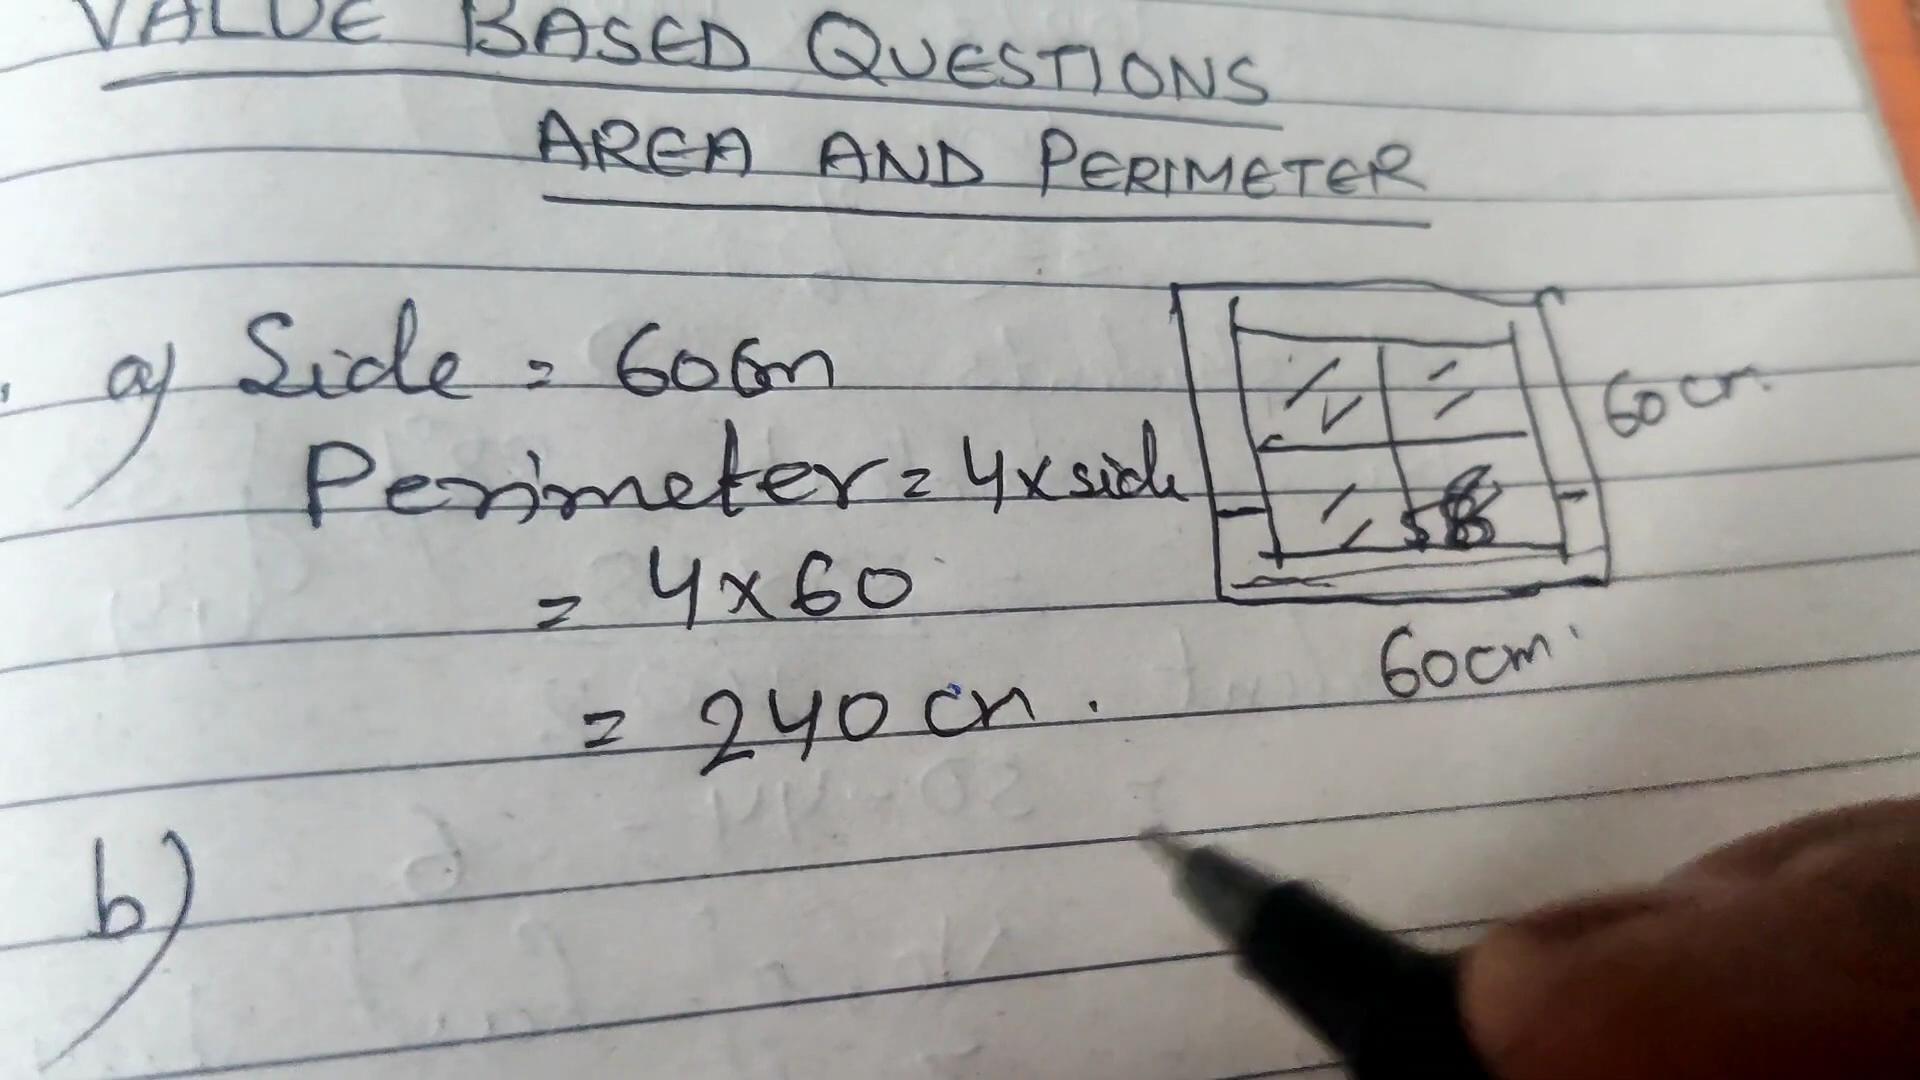 VALUE BASED QUESTIONS
AREA AND PERIMETER
a) Side = 60cm
Perimeter = 4 x side
= 4 x 60
= 240 cm.
60 cm.
60cm.
b)